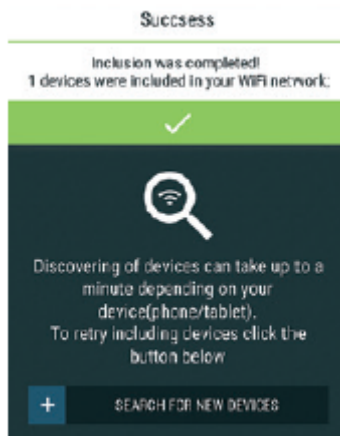 Succsess
Inclusion was completed!
1 devices were included in your WiFi network:
Discovering of devices can take up to a
minute depending on your
device(phone/tablet).
To retry including devices click the
button below
+ SEARCH FOR NEW DEVICES